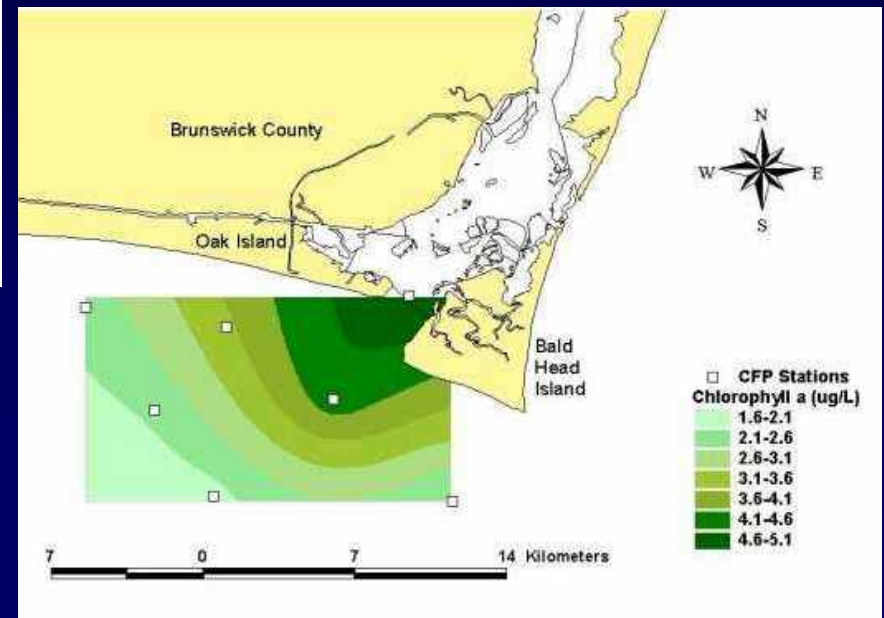 Brunswick County
Oak Island
Bald
Head
Island
N
W E
S
CFP Stations
Chlorophyll a (ug/L)
1.6-2.1
2.1-2.6
2.6-3.1
3.1-3.6
3.6-4.1
4.1-4.6
4.6-5.1
7 0 7 14 Kilometers